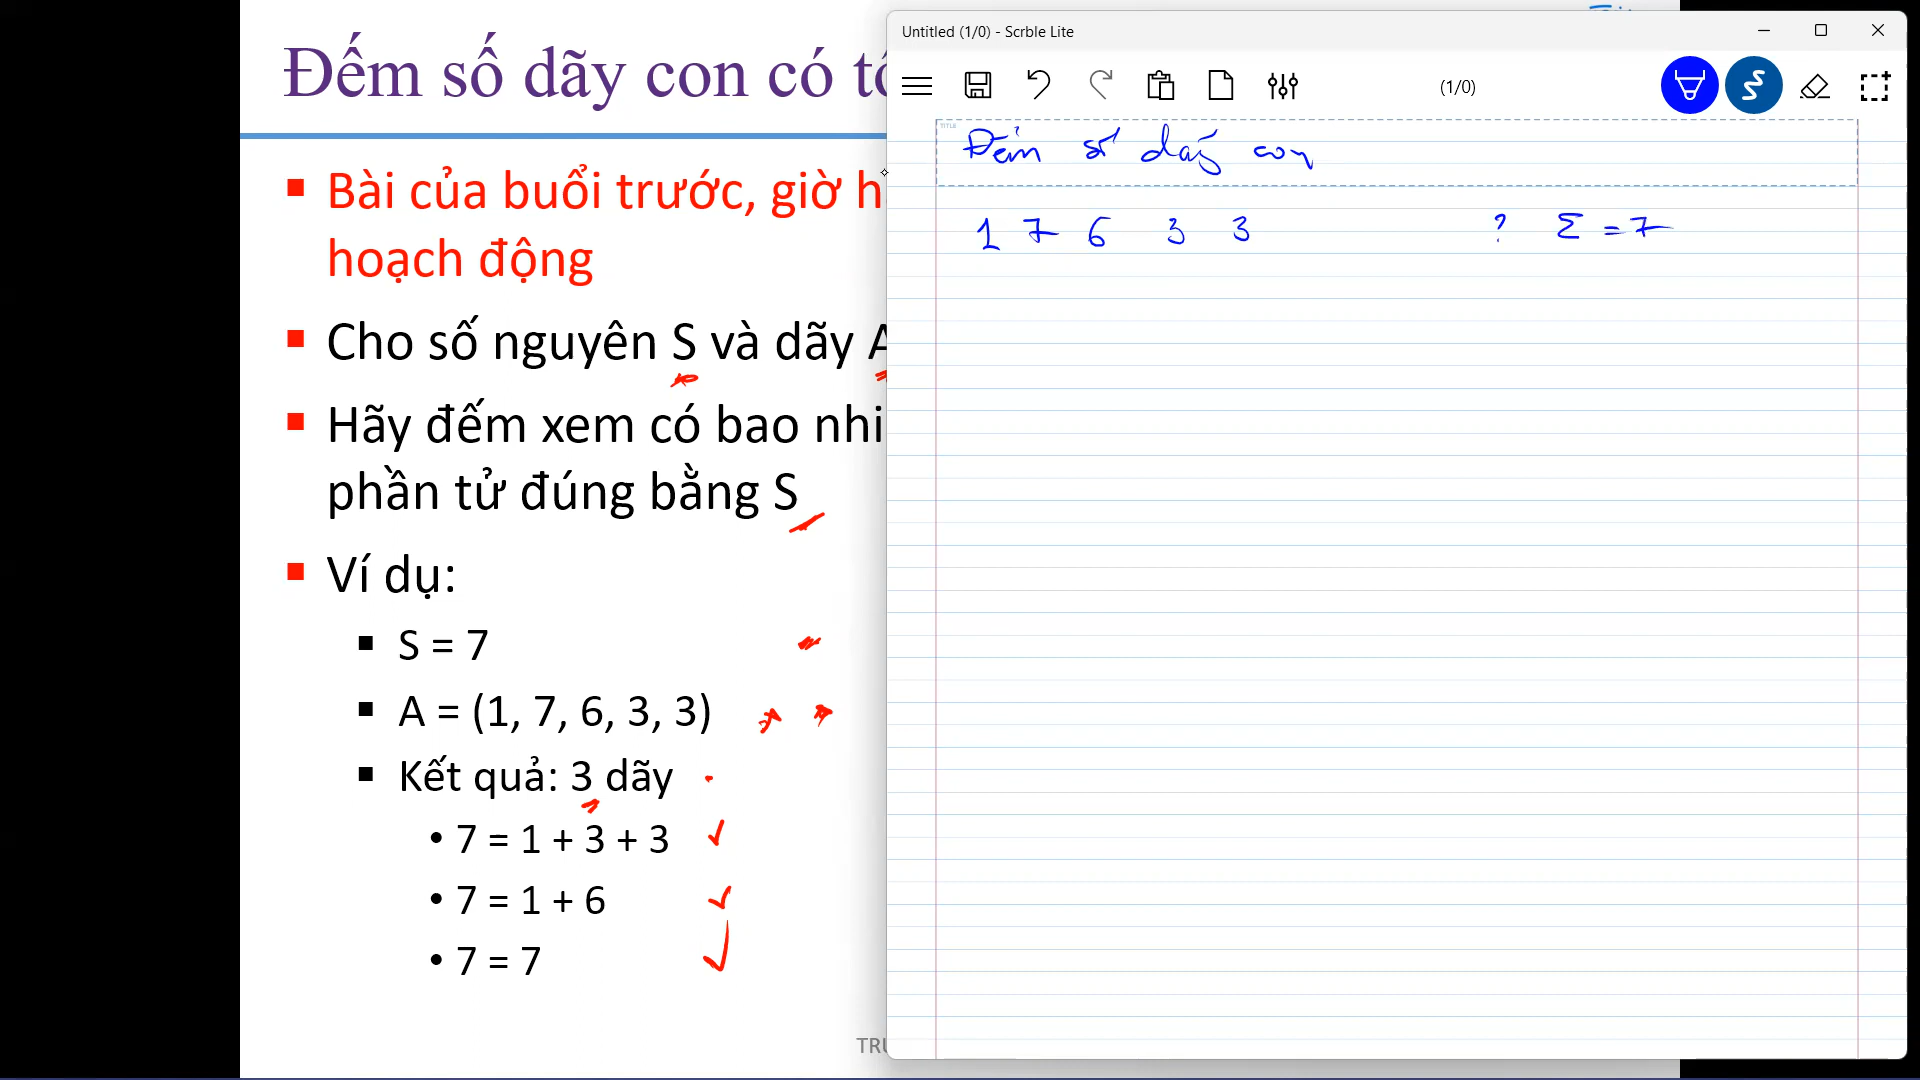 Đếm số dãy con có tổ
Bài của buổi trước, giờ h
hoạch động
Cho số nguyên S và dãy A
Hãy đếm xem có bao nhi
phần tử đúng bằng S
Ví dụ:
S = 7
A = (1, 7, 6, 3, 3)
Kết quả: 3 dãy
7 = 1 + 3 + 3
7 = 1 + 6
7 = 7
TRƯ
Untitled (1/0) - Scrble Lite
(1/0)
TITLE
Đếm số dãy con
1 7 6 3 3 ? Σ = 7